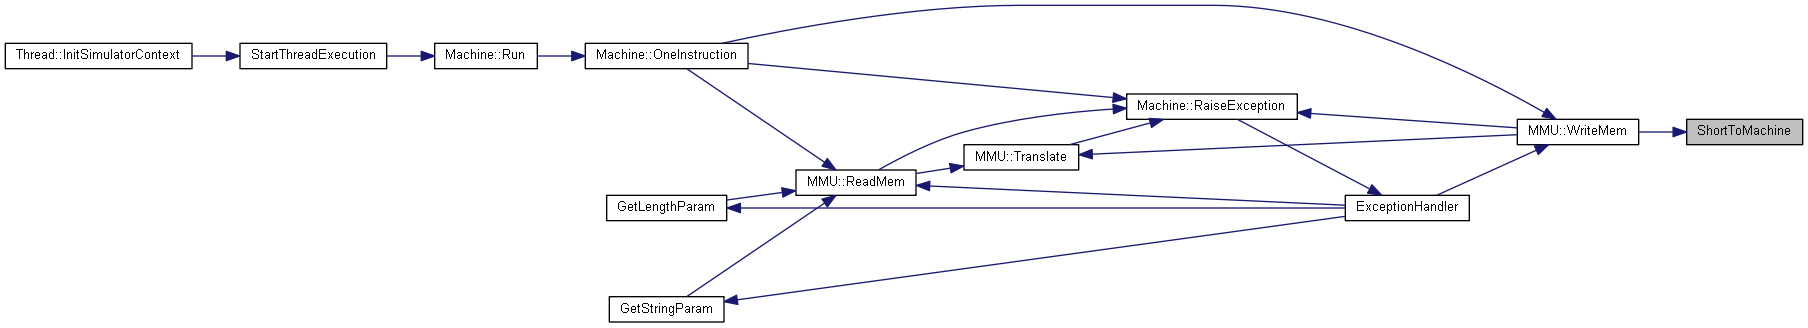 Thread::InitSimulatorContext
StartThreadExecution
Machine::Run
Machine::OneInstruction
Machine::RaiseException
MMU::WriteMem
ShortToMachine
MMU::Translate
MMU::ReadMem
GetLengthParam
ExceptionHandler
GetStringParam